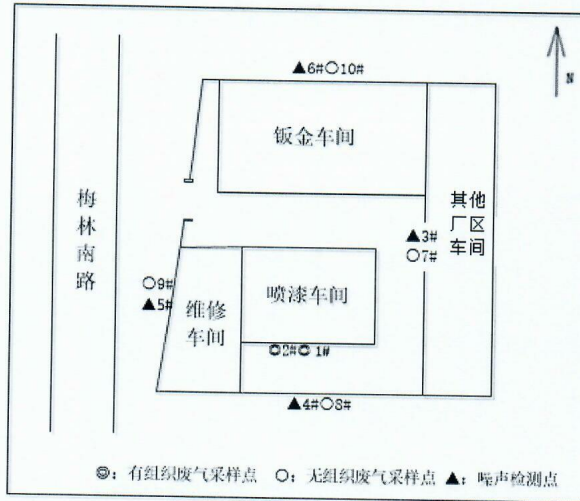 ▲6#○10#
N
钣金车间
梅林南路
其他
厂区
车间
▲3#
○7#
○9#
▲5#
维修
车间
喷漆车间
◎2#◎1#
▲4#○8#
◎：有组织废气采样点 ○：无组织废气采样点 ▲：噪声检测点